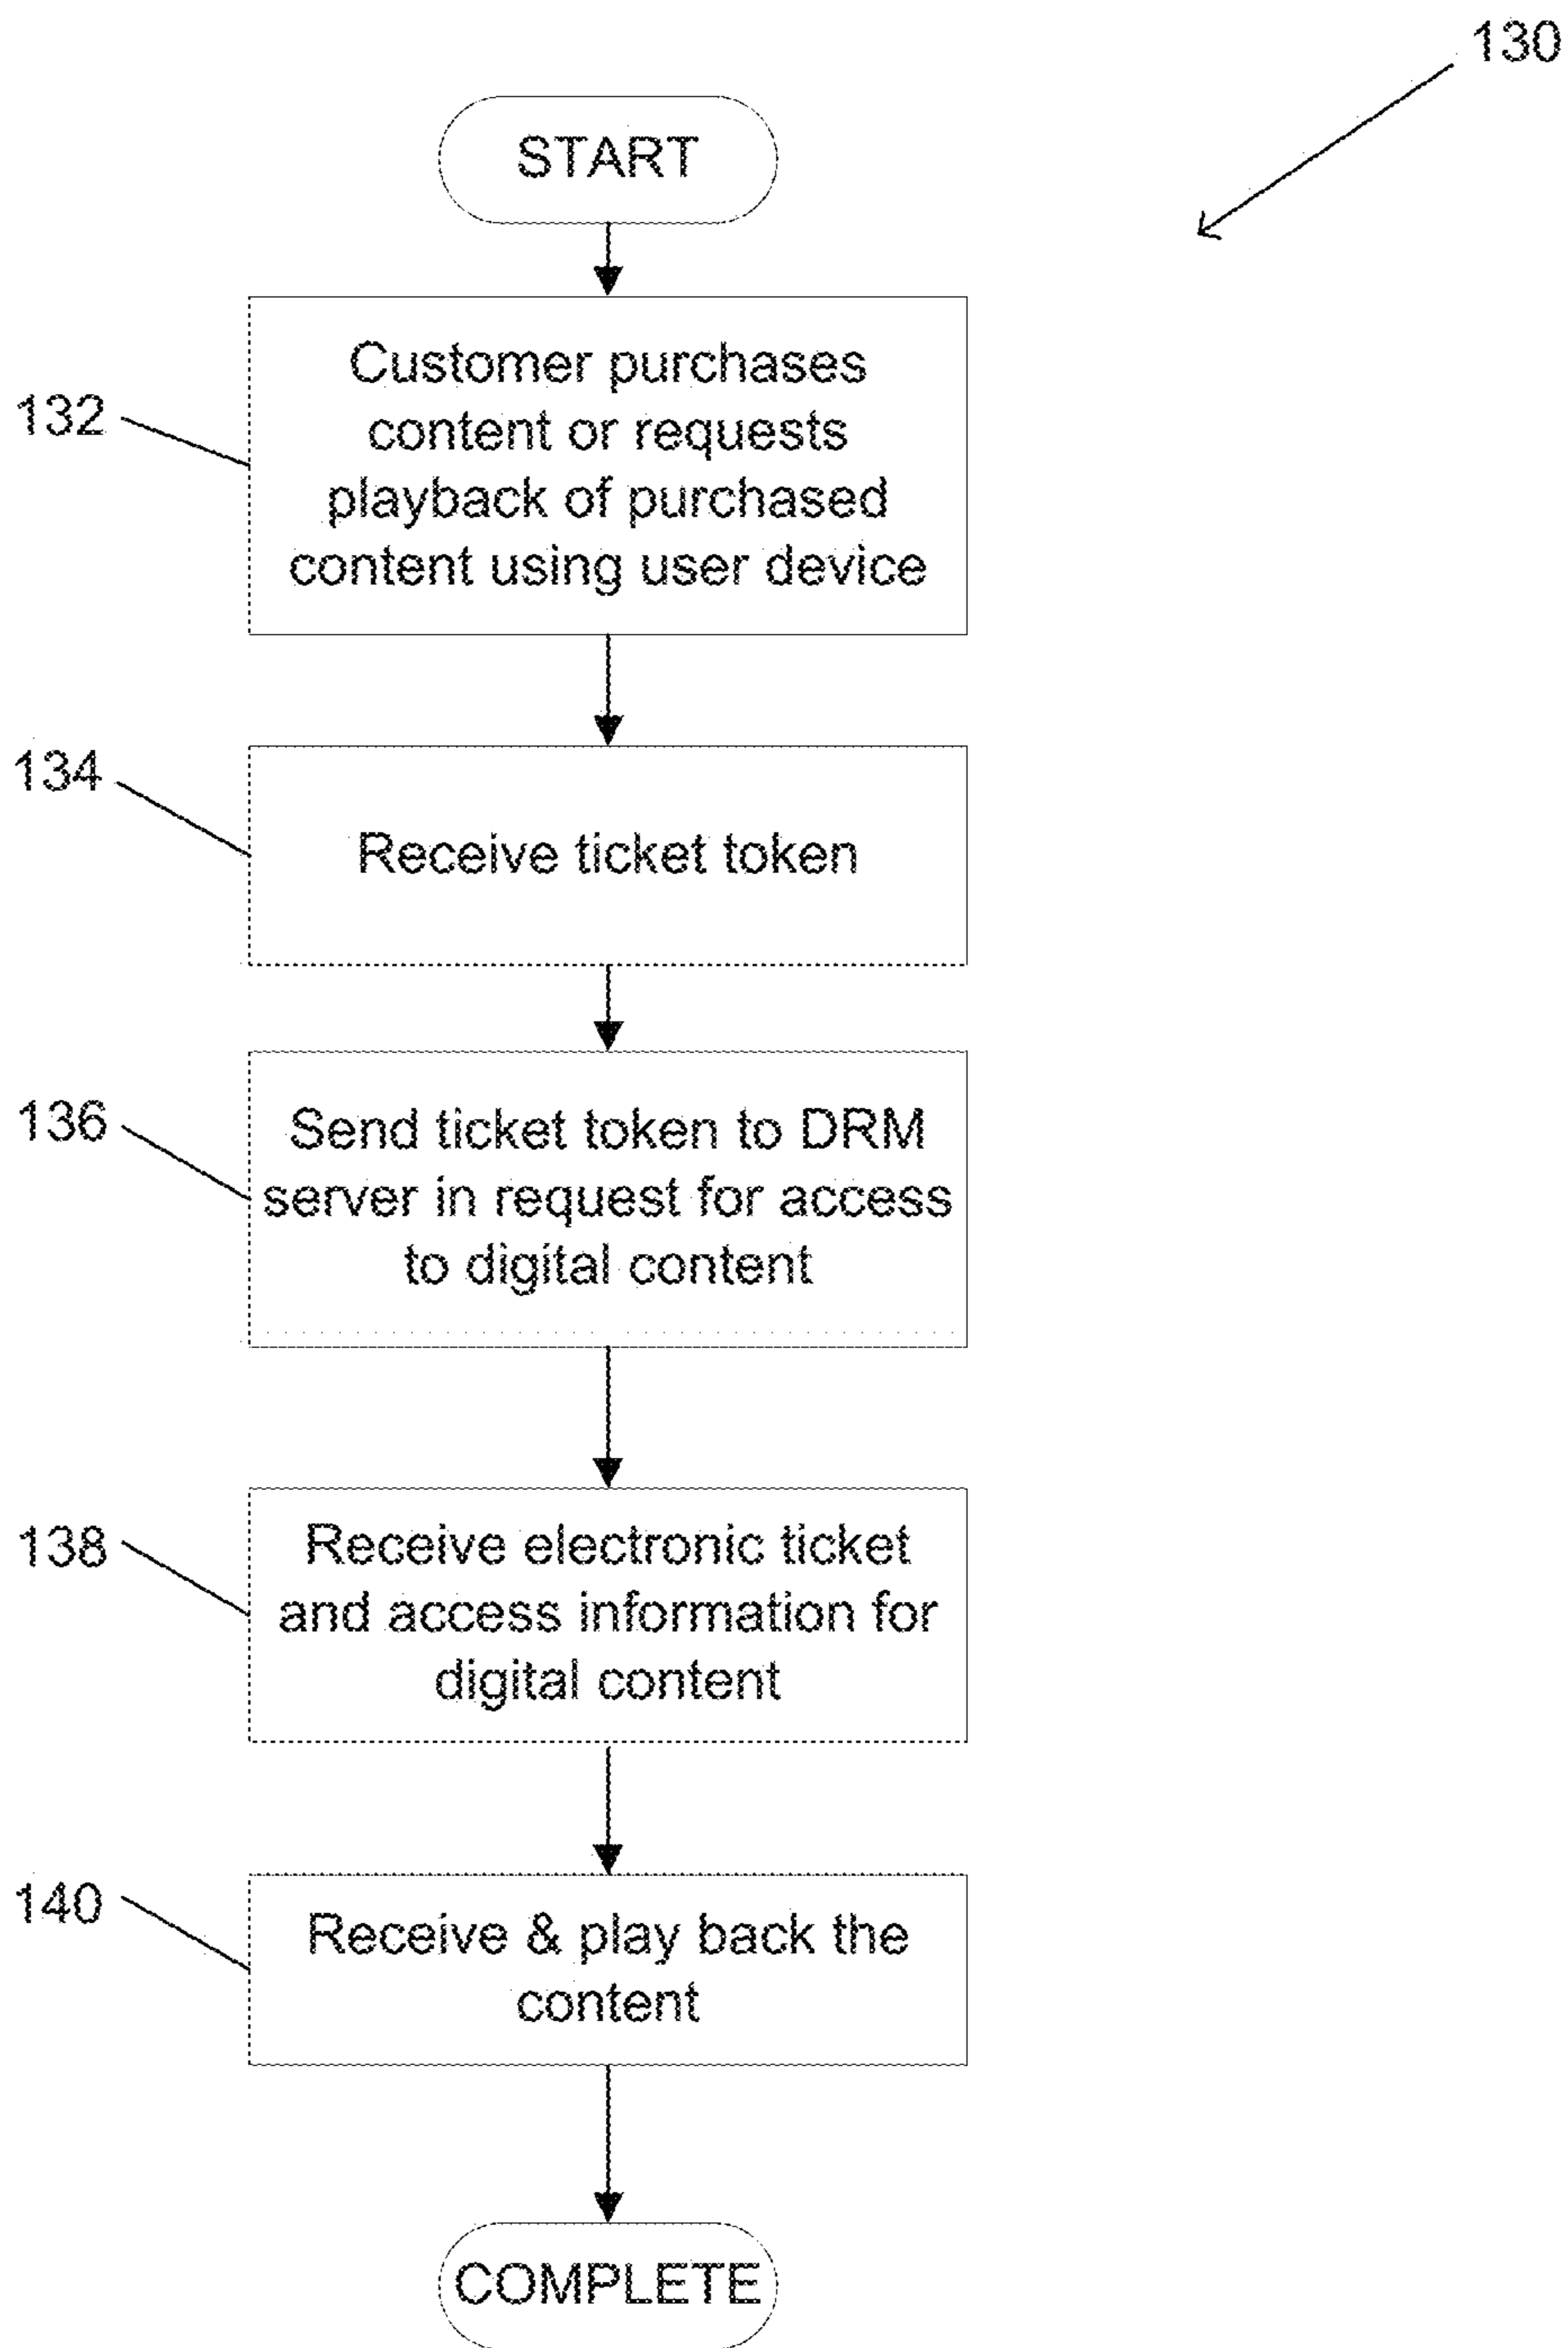 130
START
132
Customer purchases
content or requests
playback of purchased
content using user device
134
Receive ticket token
136
Send ticket token to DRM
server in request for access
to digital content
138
Receive electronic ticket
and access information for
digital content
140
Receive & play back the
content
COMPLETE